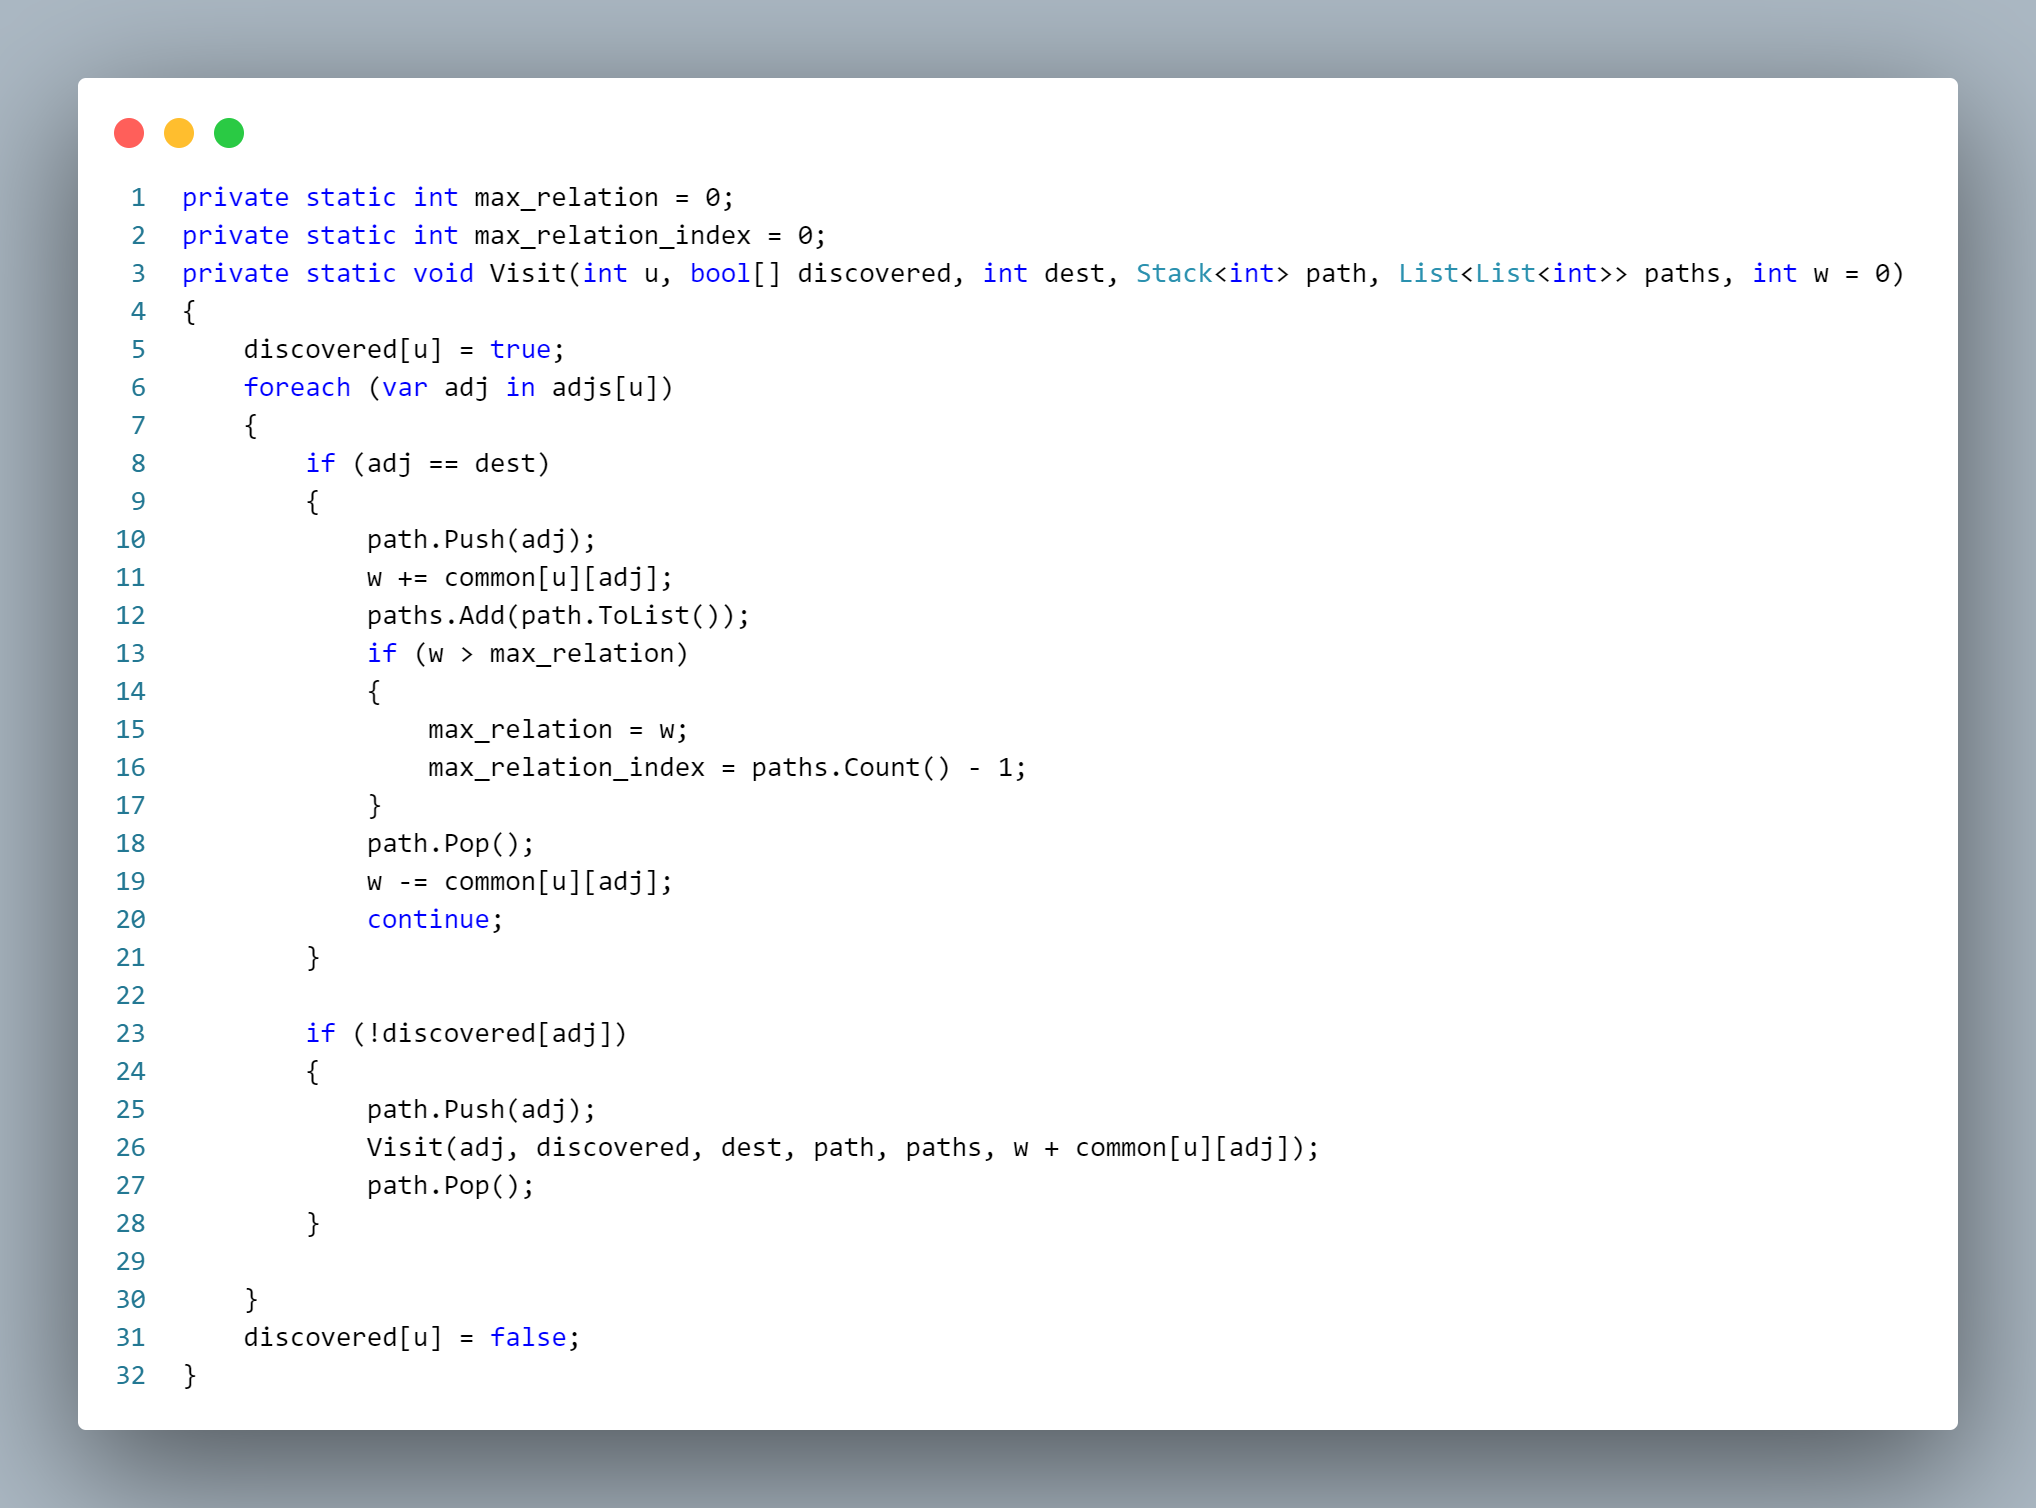 1 private static int max_relation = 0;
2 private static int max_relation_index = 0;
3 private static void Visit(int u, bool[] discovered, int dest, Stack<int> path, List<List<int>> paths, int w = 0)
4 {
5     discovered[u] = true;
6     foreach (var adj in adjs[u])
7     {
8         if (adj == dest)
9         {
10             path.Push(adj);
11             w += common[u][adj];
12             paths.Add(path.ToList());
13             if (w > max_relation)
14             {
15                 max_relation = w;
16                 max_relation_index = paths.Count() - 1;
17             }
18             path.Pop();
19             w -= common[u][adj];
20             continue;
21         }
22
23         if (!discovered[adj])
24         {
25             path.Push(adj);
26             Visit(adj, discovered, dest, path, paths, w + common[u][adj]);
27             path.Pop();
28         }
29
30     }
31     discovered[u] = false;
32 }